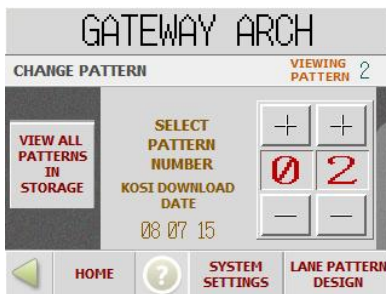 GATEWAY ARCH
CHANGE PATTERN
VIEWING
PATTERN 2
VIEW ALL
PATTERNS
IN
STORAGE
SELECT
PATTERN
NUMBER
KOSI DOWNLOAD
DATE
08 07 15
+ +
0 2
— —
HOME
?
SYSTEM
SETTINGS
LANE PATTERN
DESIGN